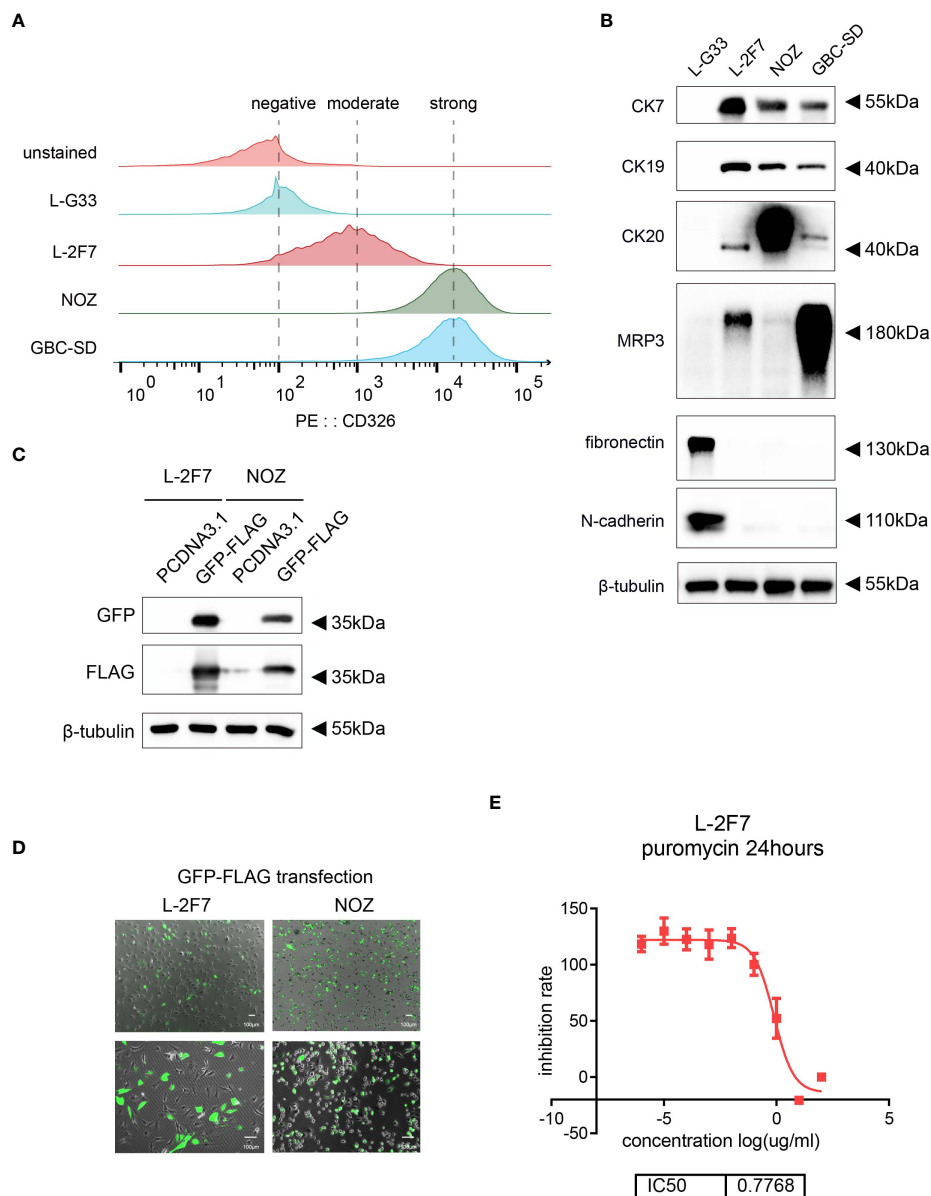 A
negative moderate strong
unstained
L-G33
L-2F7
NOZ
GBC-SD
10^0 10^1 10^2 10^3 10^4 10^5
PE : : CD326
B
L-G33 L-2F7 NOZ GBC-SD
CK7 55kDa
CK19 40kDa
CK20 40kDa
MRP3 180kDa
fibronectin 130kDa
N-cadherin 110kDa
β-tubulin 55kDa
C
L-2F7 NOZ
PCDNA3.1 GFP-FLAG PCDNA3.1 GFP-FLAG
GFP 35kDa
FLAG 35kDa
β-tubulin 55kDa
D
GFP-FLAG transfection
L-2F7 NOZ
100μm 100μm
100μm 100μm
E
L-2F7
puromycin 24hours
150
100
50
0
-50
-10 -5 0 5
inhibition rate
concentration log(ug/ml)
IC50 0.7768